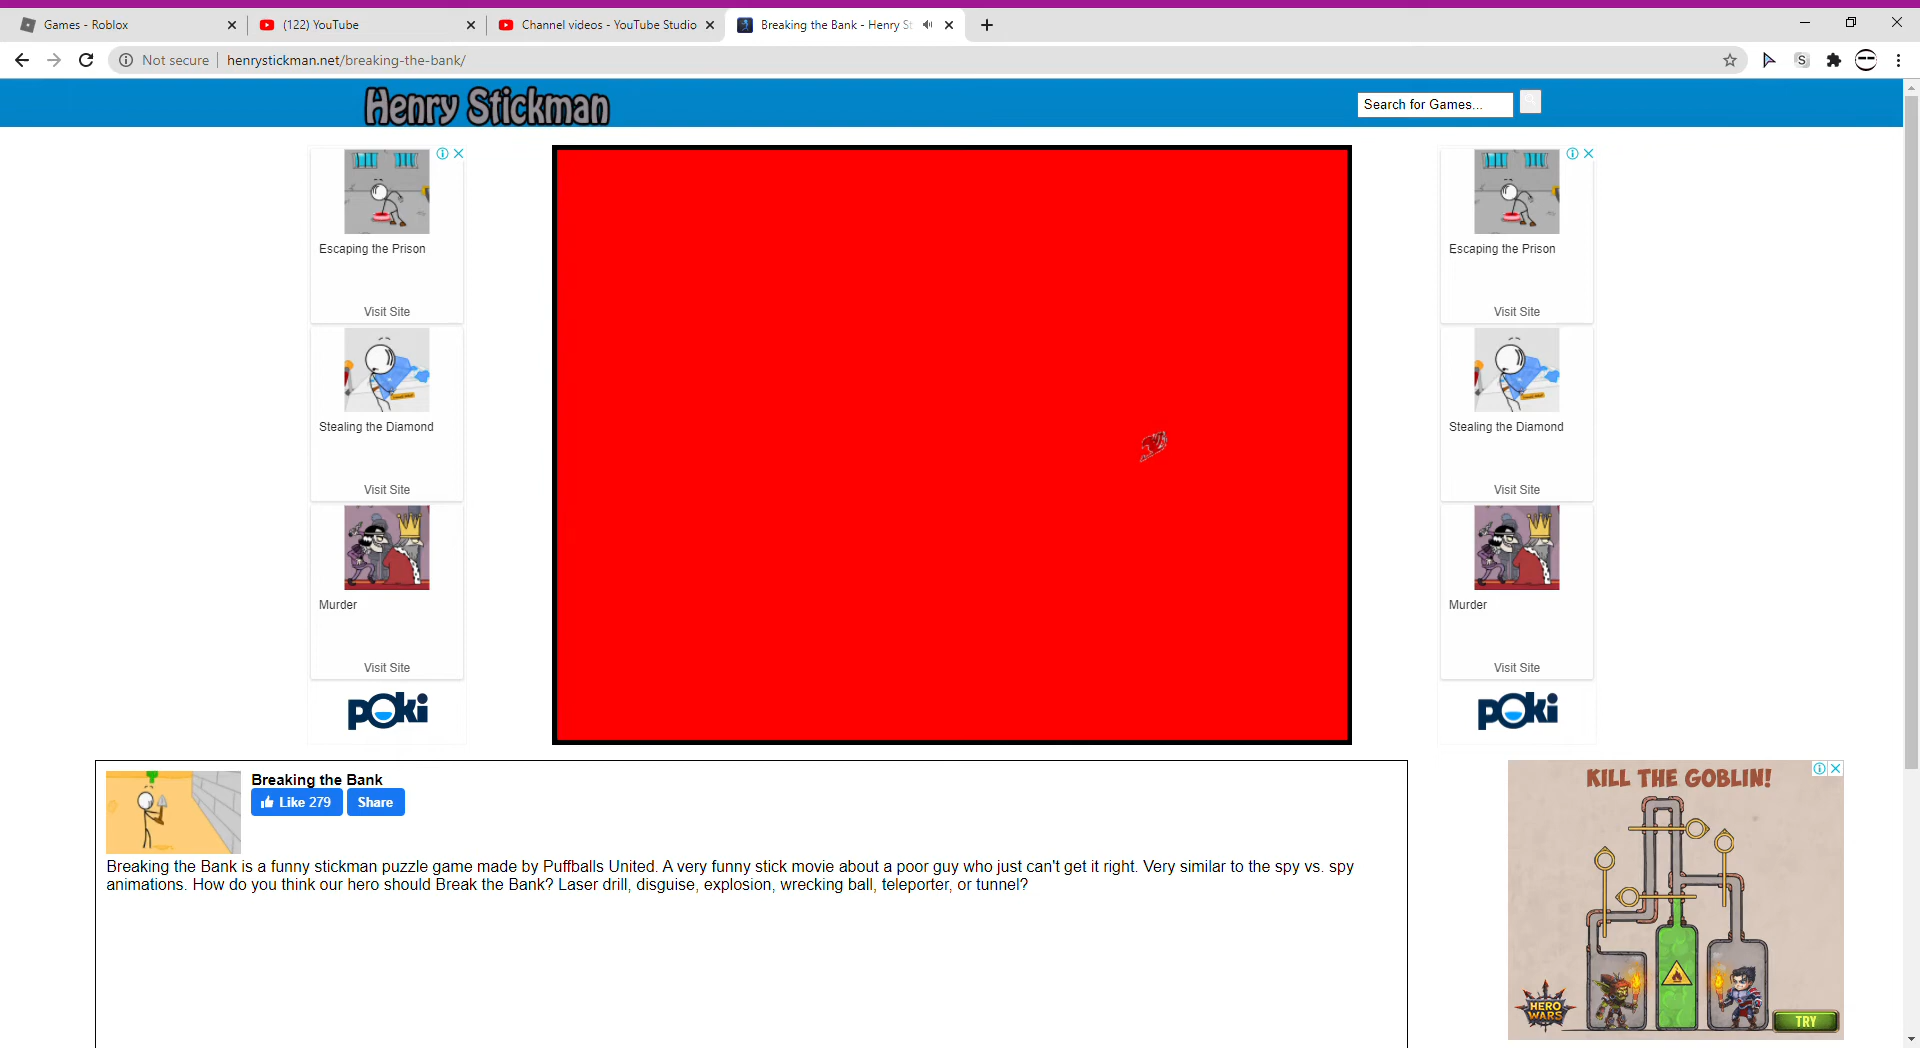 Games - Roblox
(122) YouTube
Channel videos - YouTube Studio
Breaking the Bank - Henry St
Not secure
henrystickman.net/breaking-the-bank/
S
Henry Stickman
Search for Games...
Escaping the Prison
Visit Site
Stealing the Diamond
Visit Site
Murder
Visit Site
poki
Escaping the Prison
Visit Site
Stealing the Diamond
Visit Site
Murder
Visit Site
poki
Breaking the Bank
Like 279
Share
Breaking the Bank is a funny stickman puzzle game made by Puffballs United. A very funny stick movie about a poor guy who just can't get it right. Very similar to the spy vs. spy
animations. How do you think our hero should Break the Bank? Laser drill, disguise, explosion, wrecking ball, teleporter, or tunnel?
KILL THE GOBLIN!
HERO
WARS
TRY